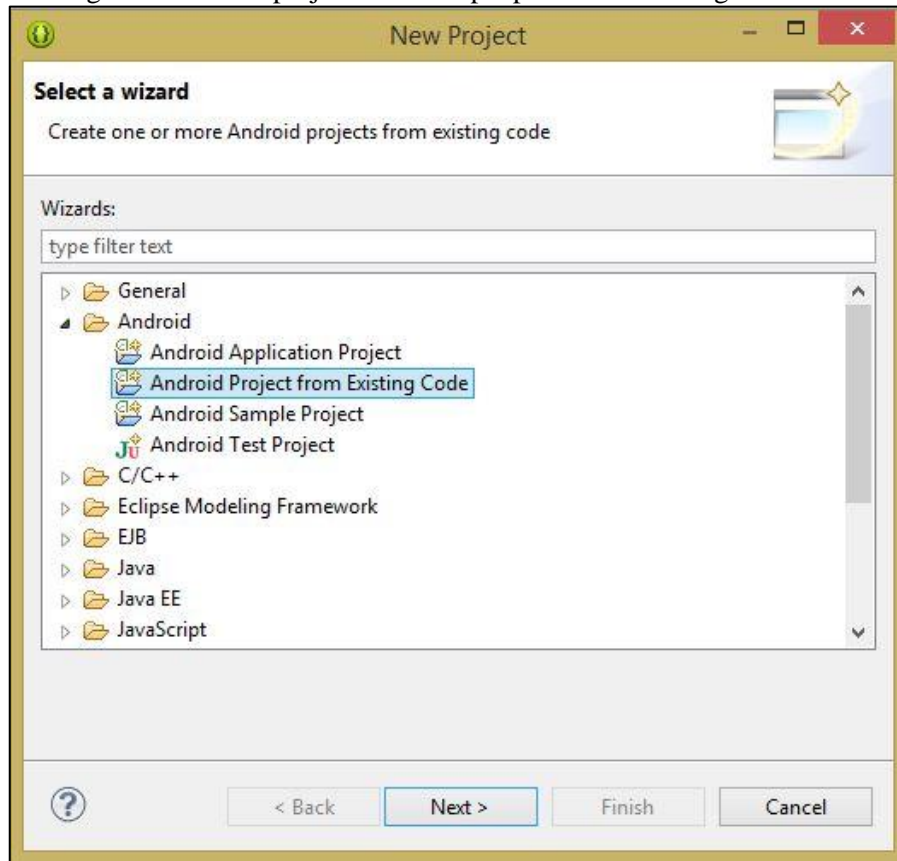 New Project
Select a wizard
Create one or more Android projects from existing code
Wizards:
type filter text
General
Android
Android Application Project
Android Project from Existing Code
Android Sample Project
Android Test Project
C/C++
Eclipse Modeling Framework
EJB
Java
Java EE
JavaScript
? < Back Next > Finish Cancel